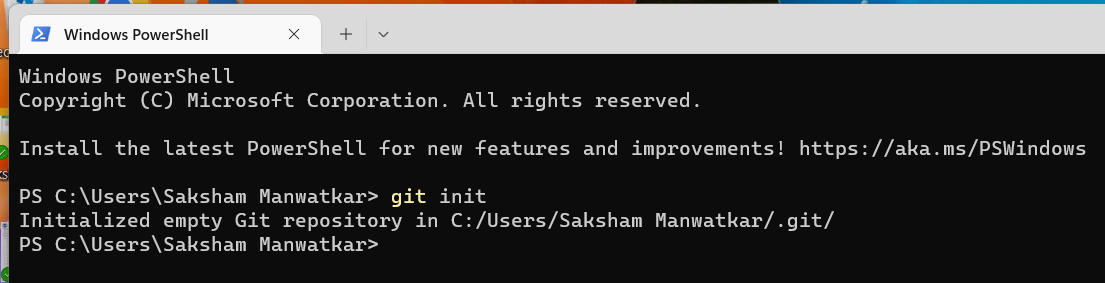 Windows PowerShell
Windows PowerShell
Copyright (C) Microsoft Corporation. All rights reserved.
Install the latest PowerShell for new features and improvements! https://aka.ms/PSWindows
PS C:\Users\Saksham Manwatkar> git init
Initialized empty Git repository in C:/Users/Saksham Manwatkar/.git/
PS C:\Users\Saksham Manwatkar>